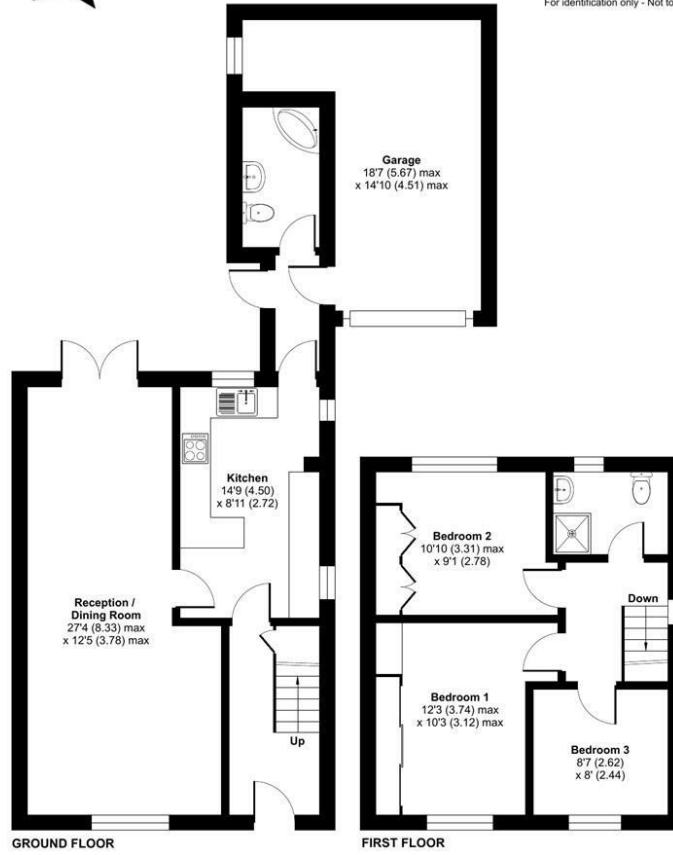 For identification only - Not to
Garage
18'7 (5.67) max
x 14'10 (4.51) max
Kitchen
14'9 (4.50)
x 8'11 (2.72)
Reception /
Dining Room
27'4 (8.33) max
x 12'5 (3.78) max
Up
Bedroom 2
10'10 (3.31) max
x 9'1 (2.78)
Down
Bedroom 1
12'3 (3.74) max
x 10'3 (3.12) max
Bedroom 3
8'7 (2.62)
x 8' (2.44)
GROUND FLOOR
FIRST FLOOR